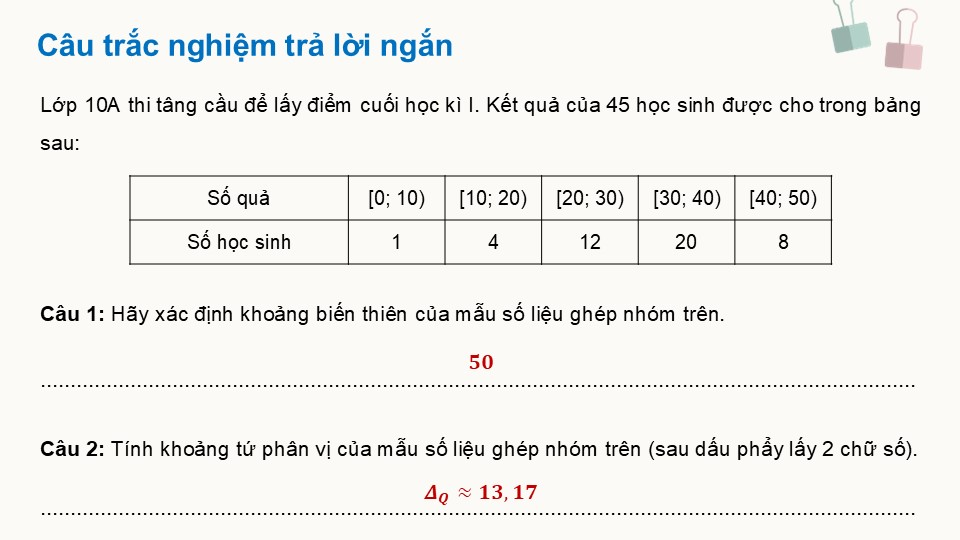 Câu trắc nghiệm trả lời ngắn
Lớp 10A thi tâng cầu để lấy điểm cuối học kì I. Kết quả của 45 học sinh được cho trong bảng
sau:
Số quả [0; 10) [10; 20) [20; 30) [30; 40) [40; 50)
Số học sinh 1 4 12 20 8
Câu 1: Hãy xác định khoảng biến thiên của mẫu số liệu ghép nhóm trên.
50
Câu 2: Tính khoảng tứ phân vị của mẫu số liệu ghép nhóm trên (sau dấu phẩy lấy 2 chữ số).
Δ_Q ≈ 13,17